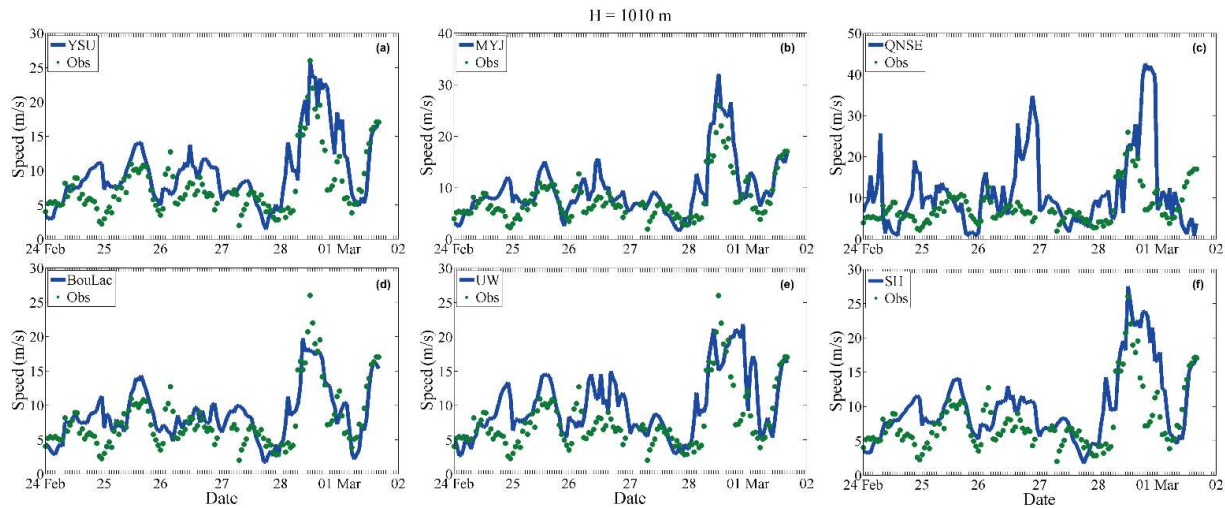 H = 1010 m
30
25
20
15
10
5
0
Speed (m/s)
YSU
Obs
(a)
24 Feb 25 26 27 28 01 Mar 02
40
30
20
10
0
Speed (m/s)
MYJ
Obs
(b)
24 Feb 25 26 27 28 01 Mar 02
50
40
30
20
10
0
Speed (m/s)
QNSE
Obs
(c)
24 Feb 25 26 27 28 01 Mar 02
30
25
20
15
10
5
0
Speed (m/s)
BouLac
Obs
(d)
24 Feb 25 26 27 28 01 Mar 02
Date
30
25
20
15
10
5
0
Speed (m/s)
UW
Obs
(e)
24 Feb 25 26 27 28 01 Mar 02
Date
30
25
20
15
10
5
0
Speed (m/s)
SH
Obs
(f)
24 Feb 25 26 27 28 01 Mar 02
Date